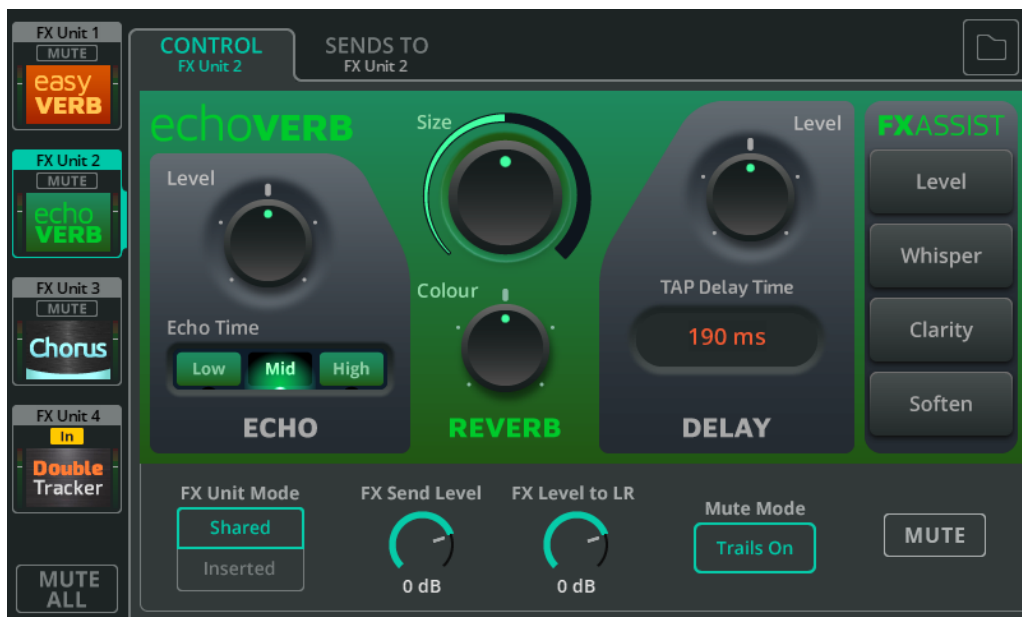 FX Unit 1
MUTE
easy
VERB
FX Unit 2
MUTE
echo
VERB
FX Unit 3
MUTE
Chorus
FX Unit 4
In
Double
Tracker
MUTE
ALL
CONTROL
FX Unit 2
SENDS TO
FX Unit 2
echoVERB
Level
Echo Time
Low Mid High
ECHO
Size
Colour
REVERB
Level
TAP Delay Time
190 ms
DELAY
FXASSIST
Level
Whisper
Clarity
Soften
FX Unit Mode
Shared
Inserted
FX Send Level
0 dB
FX Level to LR
0 dB
Mute Mode
Trails On
MUTE